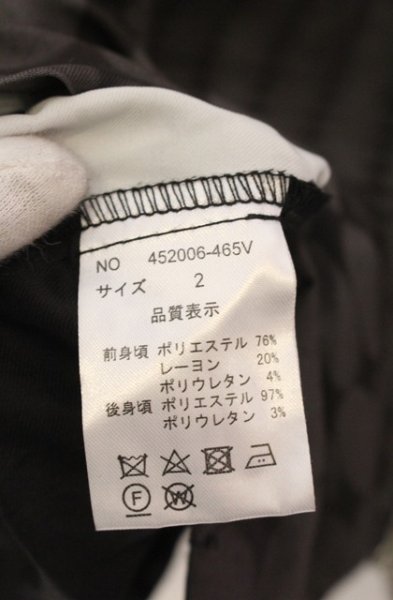 NO 452006-465V
サイズ 2
品質表示
前身頃 ポリエステル 76%
レーヨン 20%
ポリウレタン 4%
後身頃 ポリエステル 97%
ポリウレタン 3%
F W